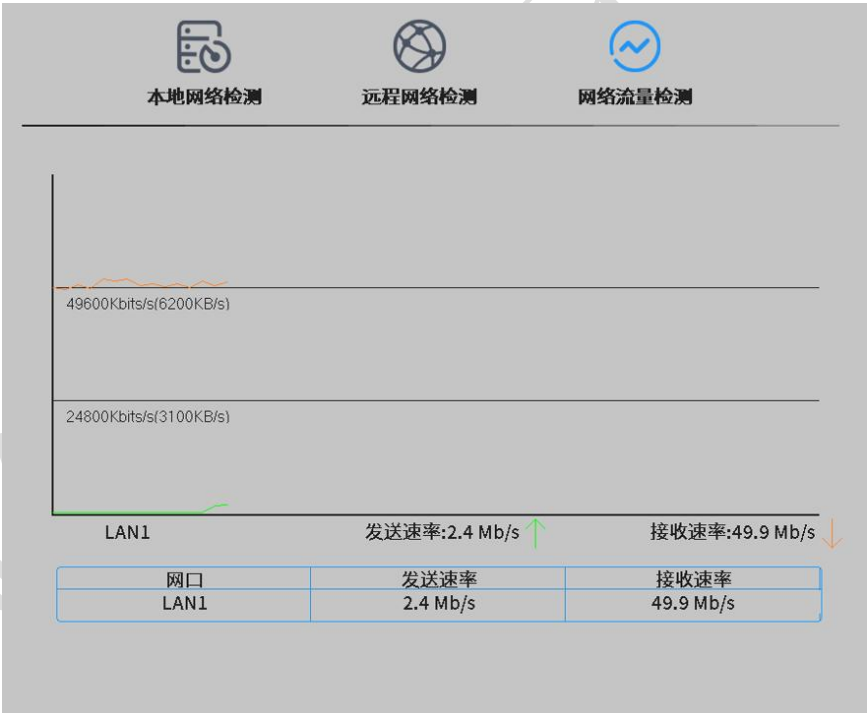 本地网络检测 远程网络检测 网络流量检测
49600Kbits/s(6200KB/s)
24800Kbits/s(3100KB/s)
LAN1 发送速率:2.4 Mb/s 接收速率:49.9 Mb/s
网口 发送速率 接收速率
LAN1 2.4 Mb/s 49.9 Mb/s